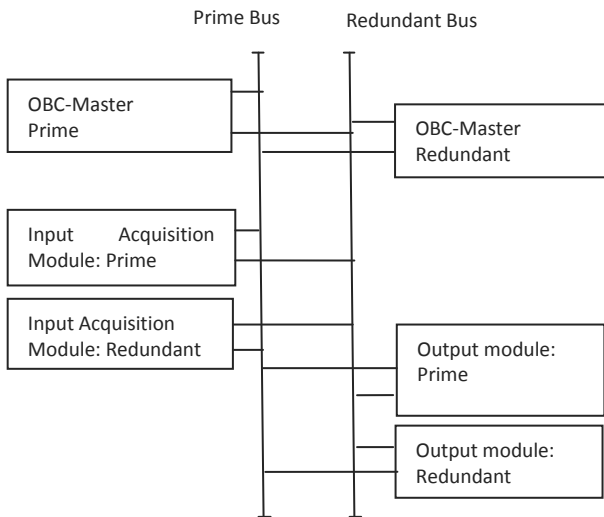 Prime Bus
Redundant Bus
OBC-Master
Prime
OBC-Master
Redundant
Input Acquisition
Module: Prime
Input Acquisition
Module: Redundant
Output module:
Prime
Output module:
Redundant